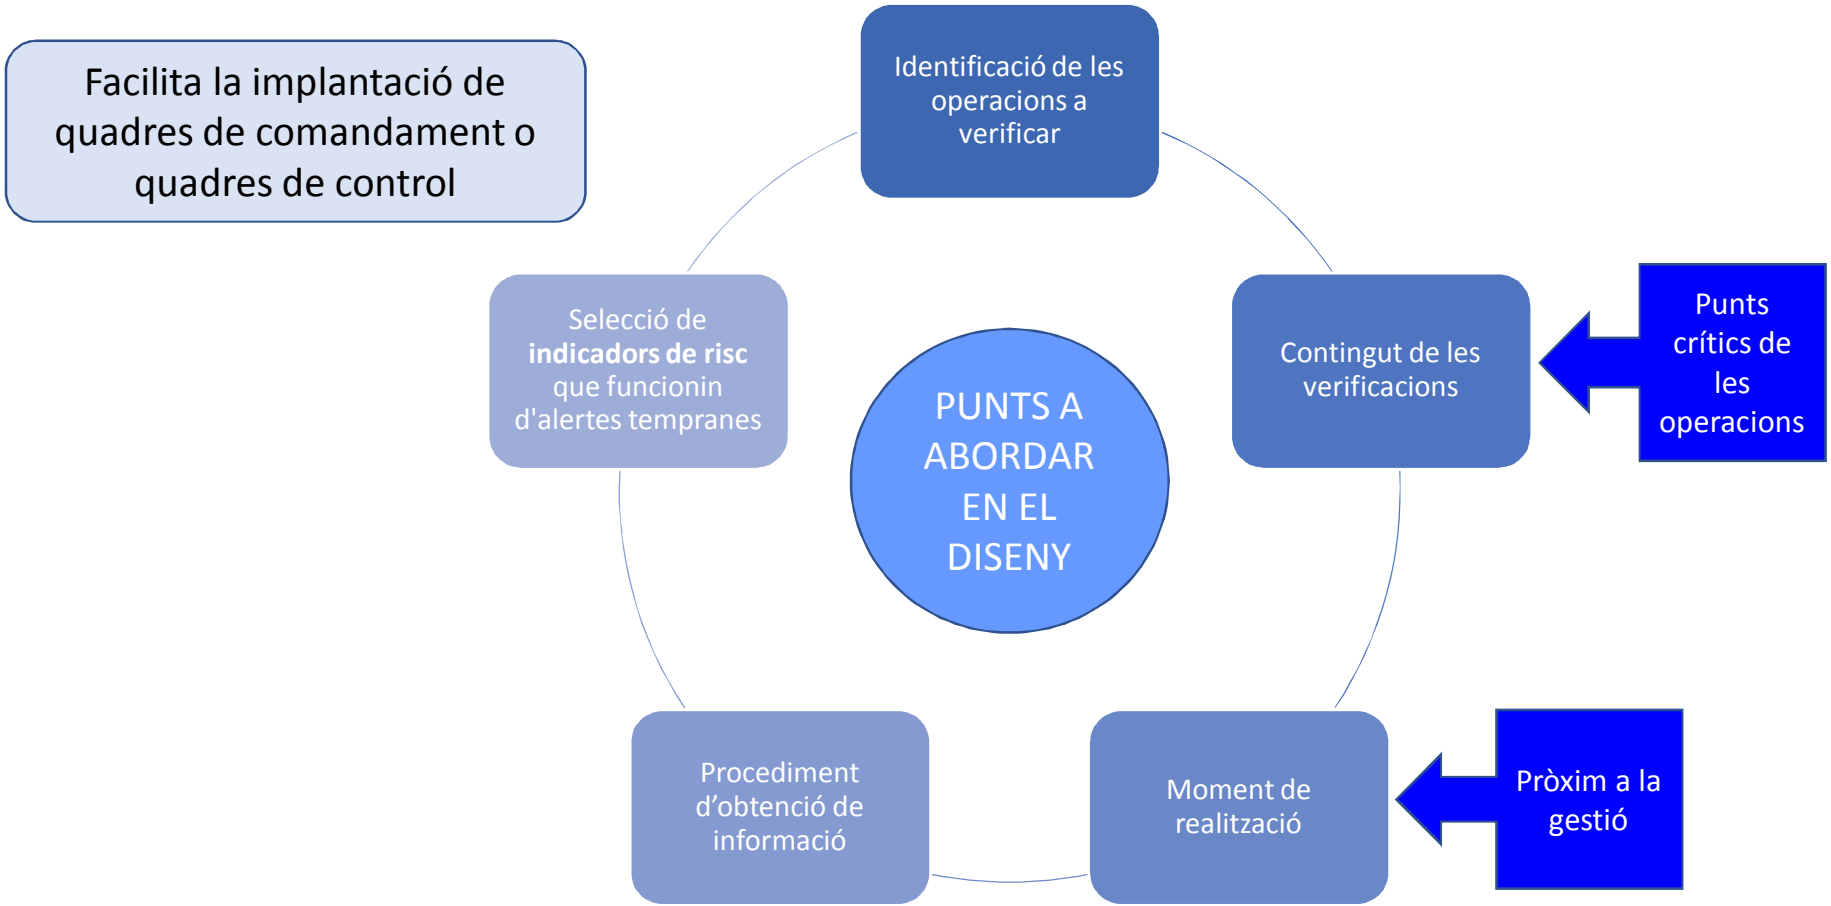 Facilita la implantació de
quadres de comandament o
quadres de control
Identificació de les
operacions a
verificar
Contingut de les
verificacions
Punts
crítics de
les
operacions
Moment de
realització
Pròxim a la
gestió
Procediment
d’obtenció de
informació
Selecció de
indicadors de risc
que funcionin
d'alertes tempranes
PUNTS A
ABORDAR
EN EL
DISENY